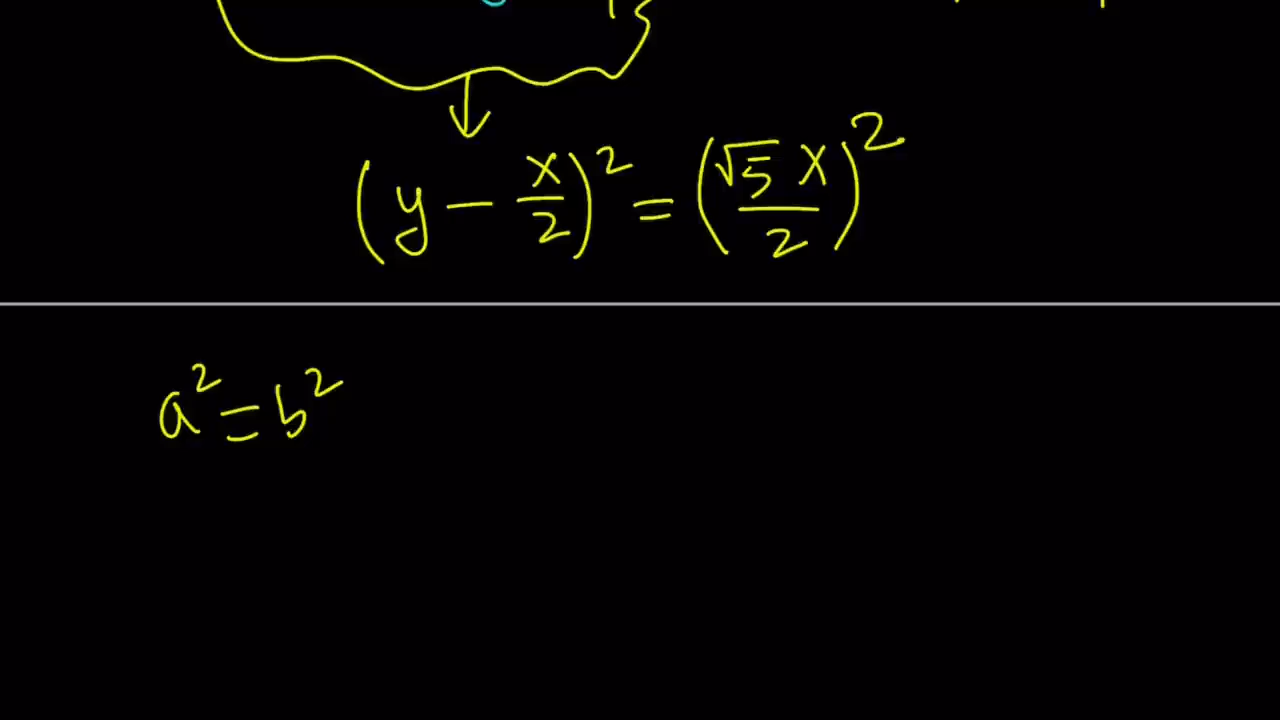 (y - x/2)² = (√5 x/2)²
a² = b²